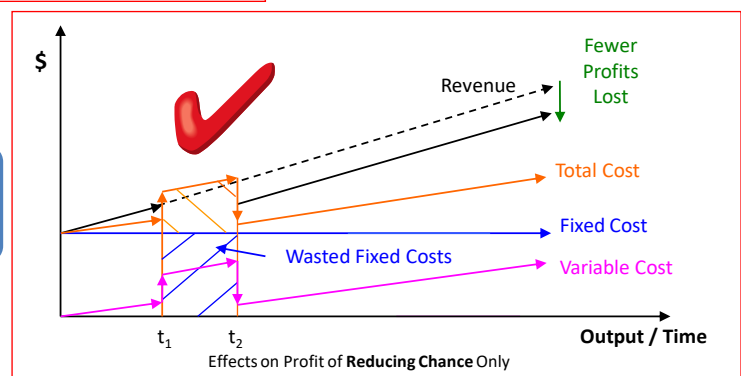 $
Fewer
Profits
Lost
Revenue
Total Cost
Fixed Cost
Wasted Fixed Costs
Variable Cost
t1
t2
Output / Time
Effects on Profit of Reducing Chance Only